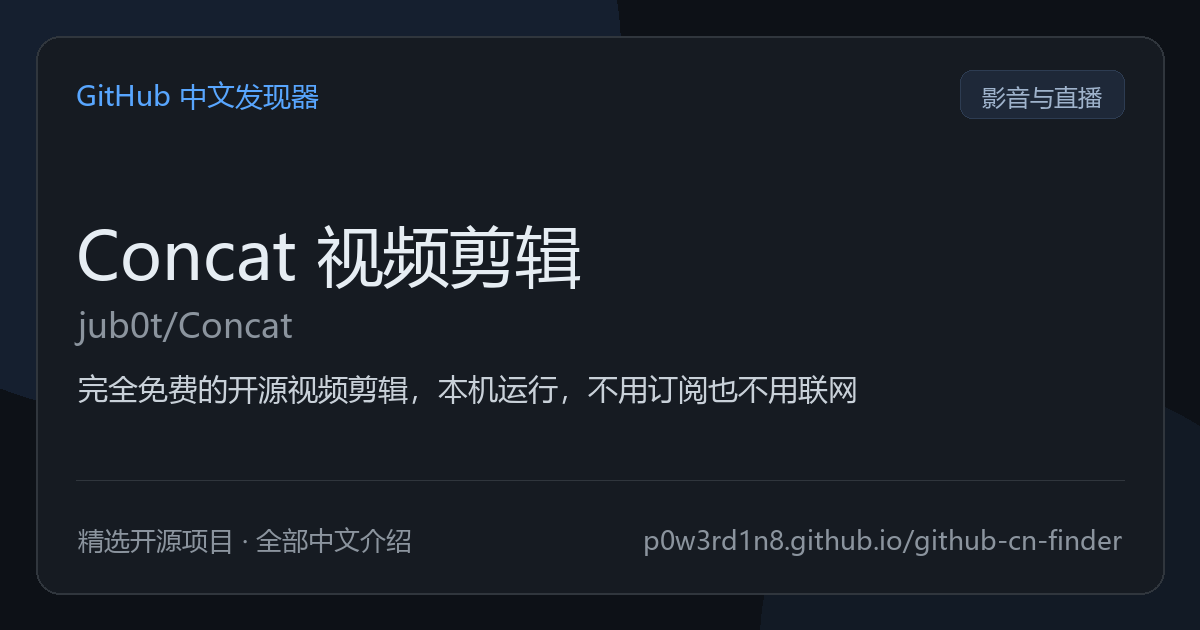 GitHub 中文发现器
影音与直播
Concat 视频剪辑
jub0t/Concat
完全免费的开源视频剪辑，本机运行，不用订阅也不用联网
精选开源项目 · 全部中文介绍
p0w3rd1n8.github.io/github-cn-finder